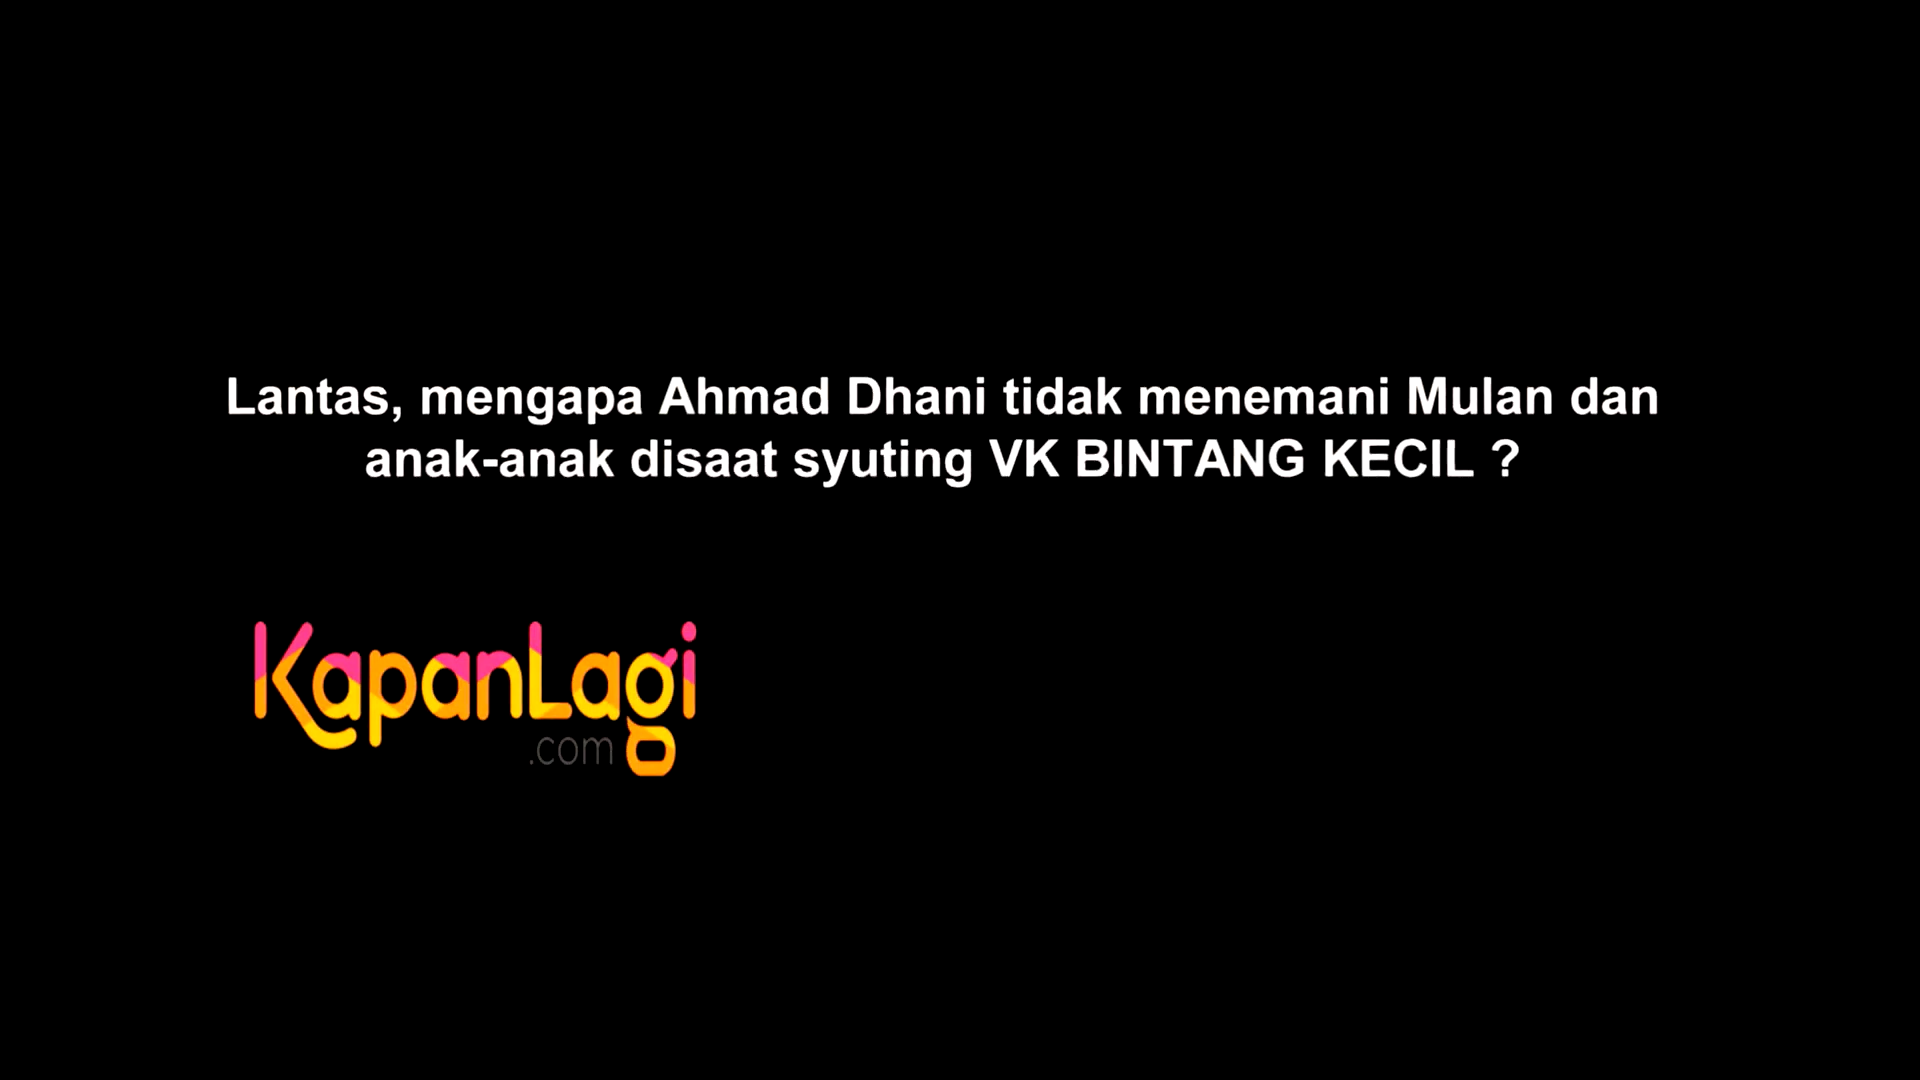 Lantas, mengapa Ahmad Dhani tidak menemani Mulan dan
anak-anak disaat syuting VK BINTANG KECIL ?
KapanLagi
.com